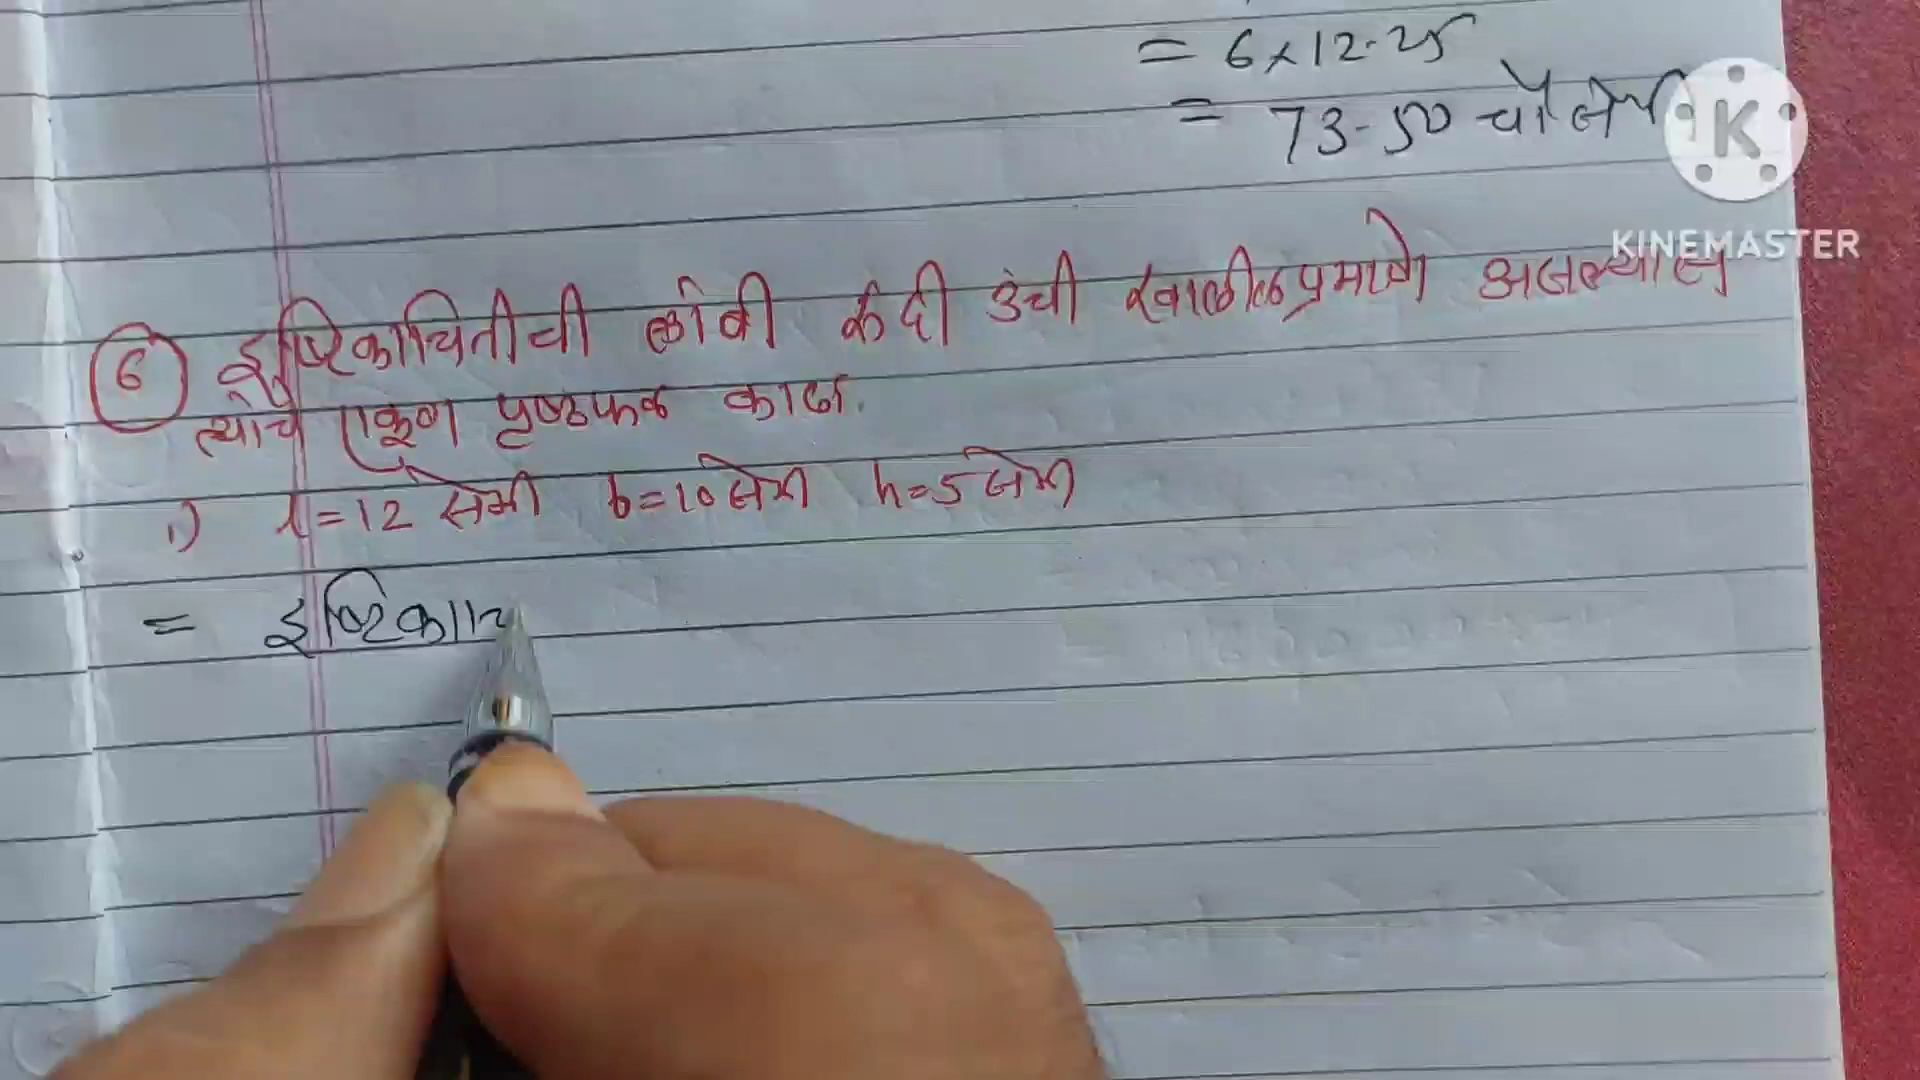 = 6 x 12.25
= 73.50 चौसेमी
KINEMASTER
6 इष्टिकाचितीची लांबी रुंदी उंची खालीलप्रमाणे असल्यास
त्याचे एकूण पृष्ठफळ काढा.
1) l = 12 सेमी b = 10 सेमी h = 5 सेमी
= इष्टिकाचि